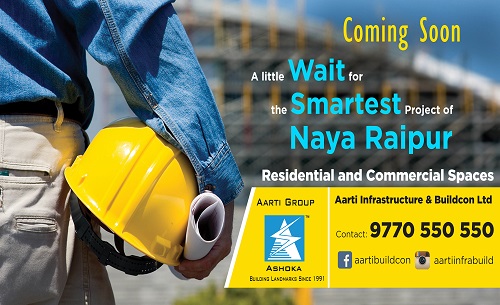 Coming Soon
A little Wait for
the Smartest Project of
Naya Raipur
Residential and Commercial Spaces
AARTI GROUP
TM
ASHOKA
BUILDING LANDMARKS SINCE 1991
Aarti Infrastructure & Buildcon Ltd
Contact: 9770 550 550
aartibuildcon aartiinfrabuild